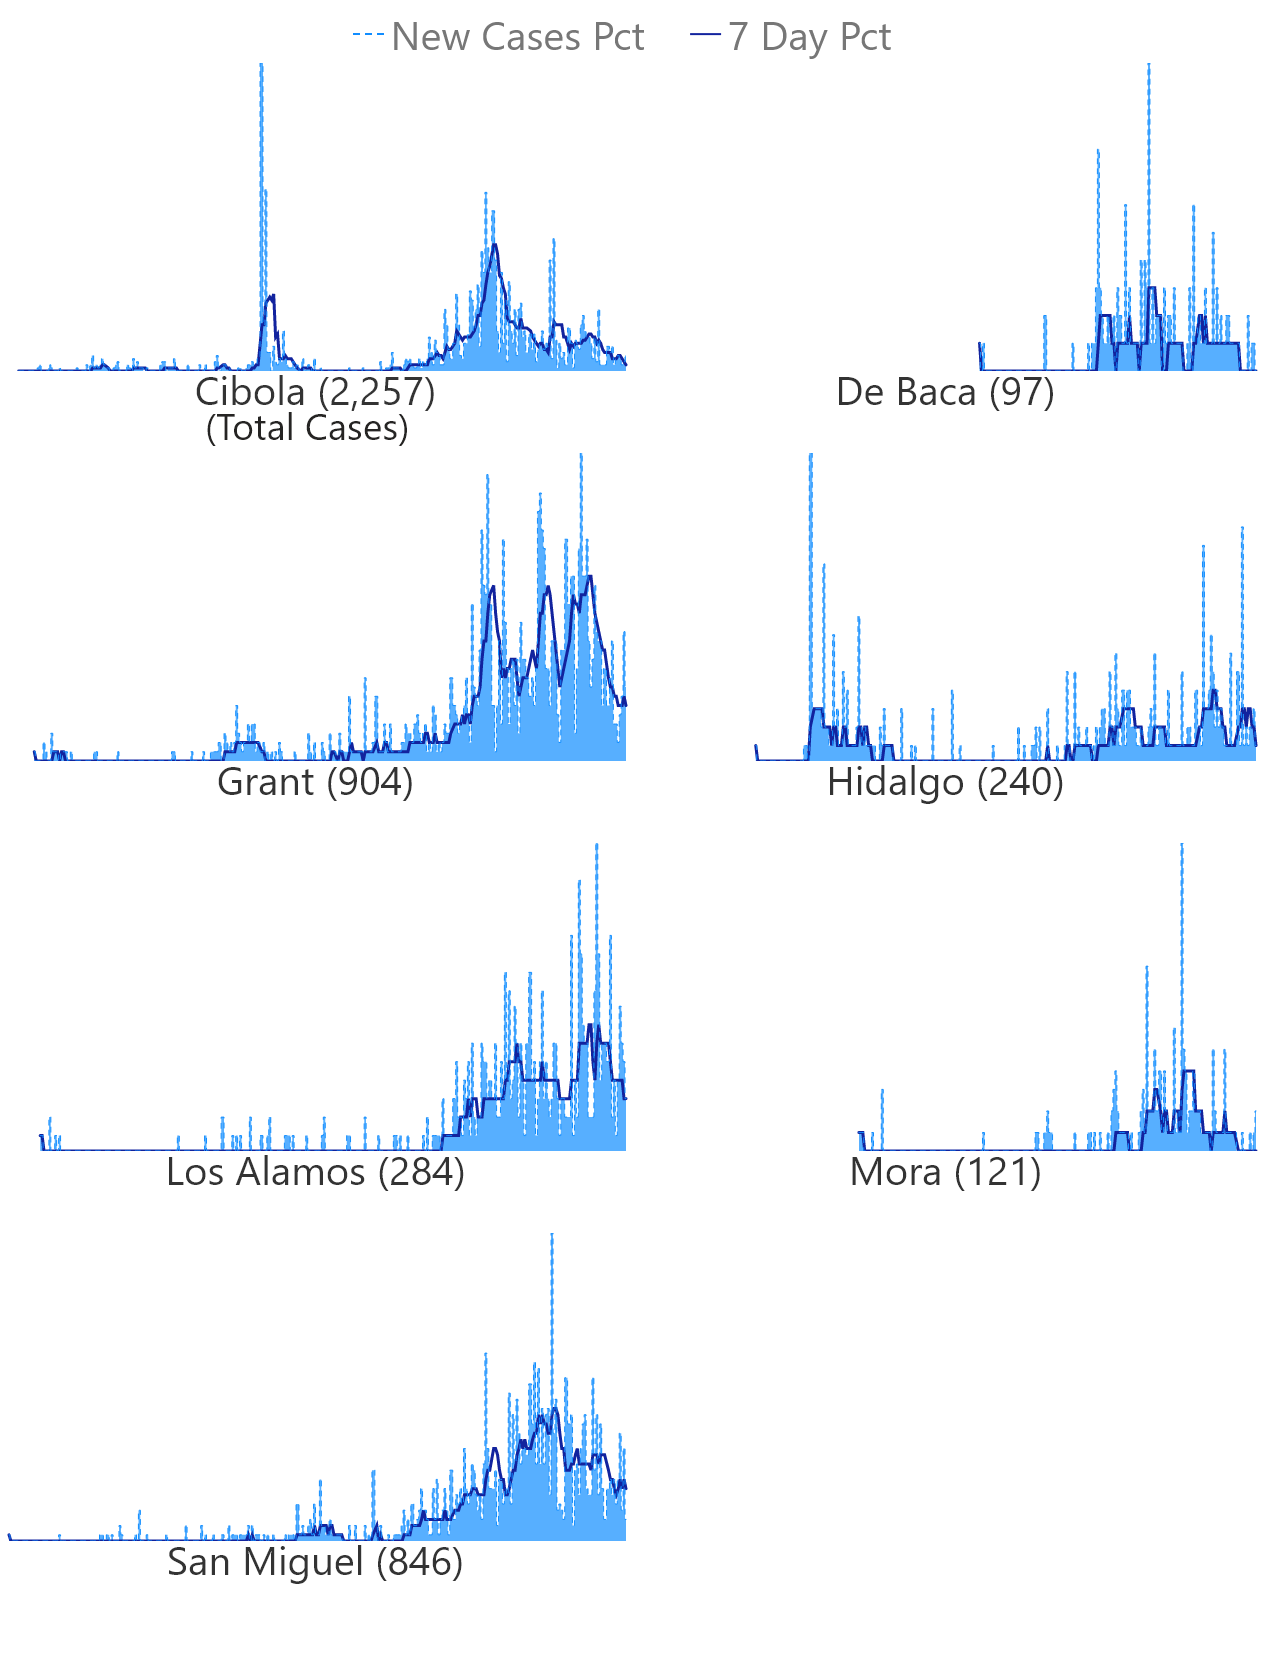 New Cases Pct 7 Day Pct
Cibola (2,257) De Baca (97)
(Total Cases)
Grant (904) Hidalgo (240)
Los Alamos (284) Mora (121)
San Miguel (846)